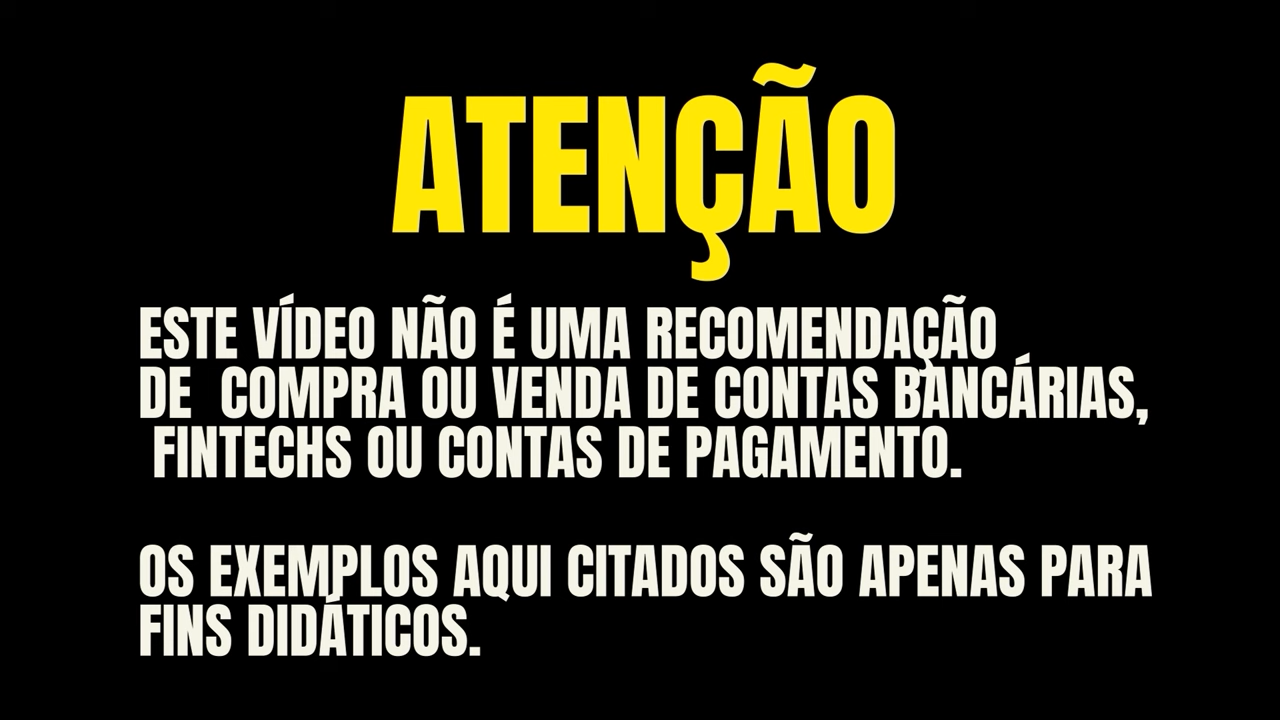 ATENÇÃO
ESTE VÍDEO NÃO É UMA RECOMENDAÇÃO
DE COMPRA OU VENDA DE CONTAS BANCÁRIAS,
FINTECHS OU CONTAS DE PAGAMENTO.
OS EXEMPLOS AQUI CITADOS SÃO APENAS PARA
FINS DIDÁTICOS.